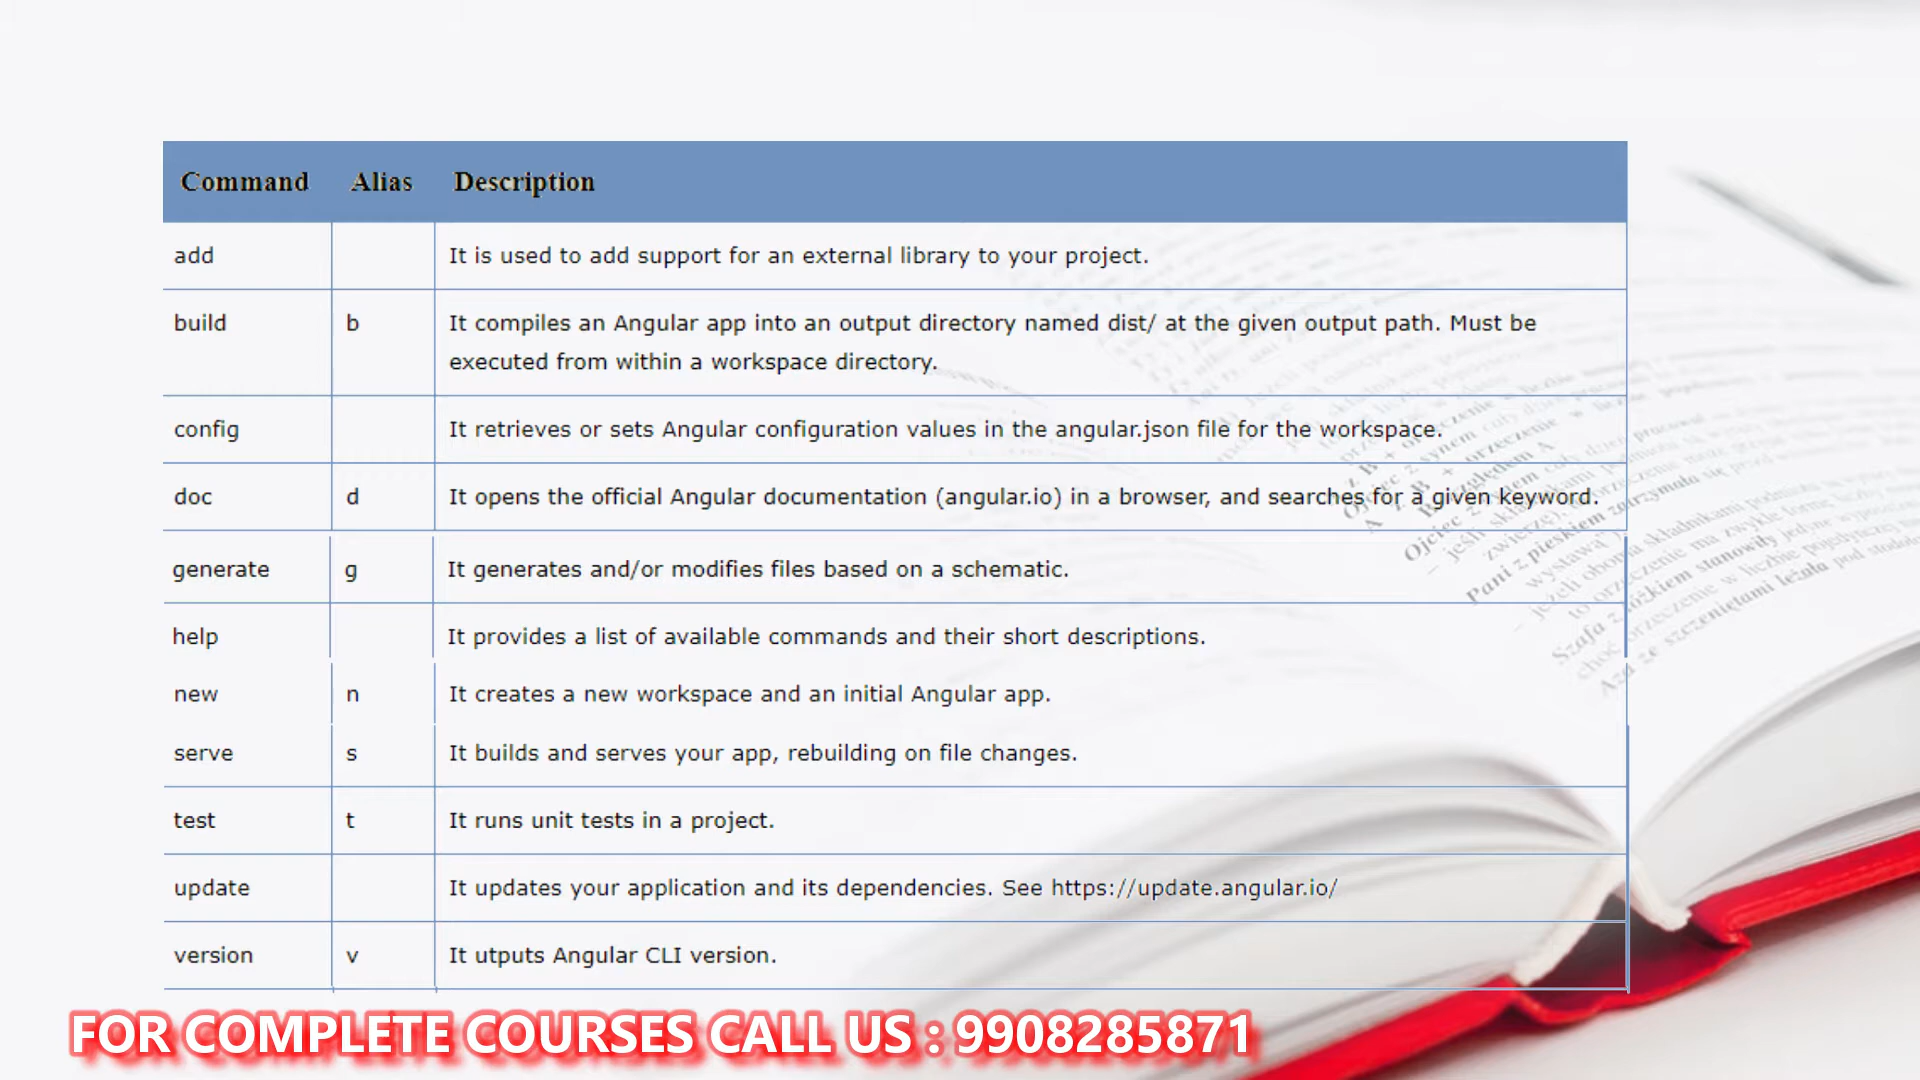 Command Alias Description
add It is used to add support for an external library to your project.
build b It compiles an Angular app into an output directory named dist/ at the given output path. Must be
executed from within a workspace directory.
config It retrieves or sets Angular configuration values in the angular.json file for the workspace.
doc d It opens the official Angular documentation (angular.io) in a browser, and searches for a given keyword.
generate g It generates and/or modifies files based on a schematic.
help It provides a list of available commands and their short descriptions.
new n It creates a new workspace and an initial Angular app.
serve s It builds and serves your app, rebuilding on file changes.
test t It runs unit tests in a project.
update It updates your application and its dependencies. See https://update.angular.io/
version v It utputs Angular CLI version.
FOR COMPLETE COURSES CALL US : 9908285871